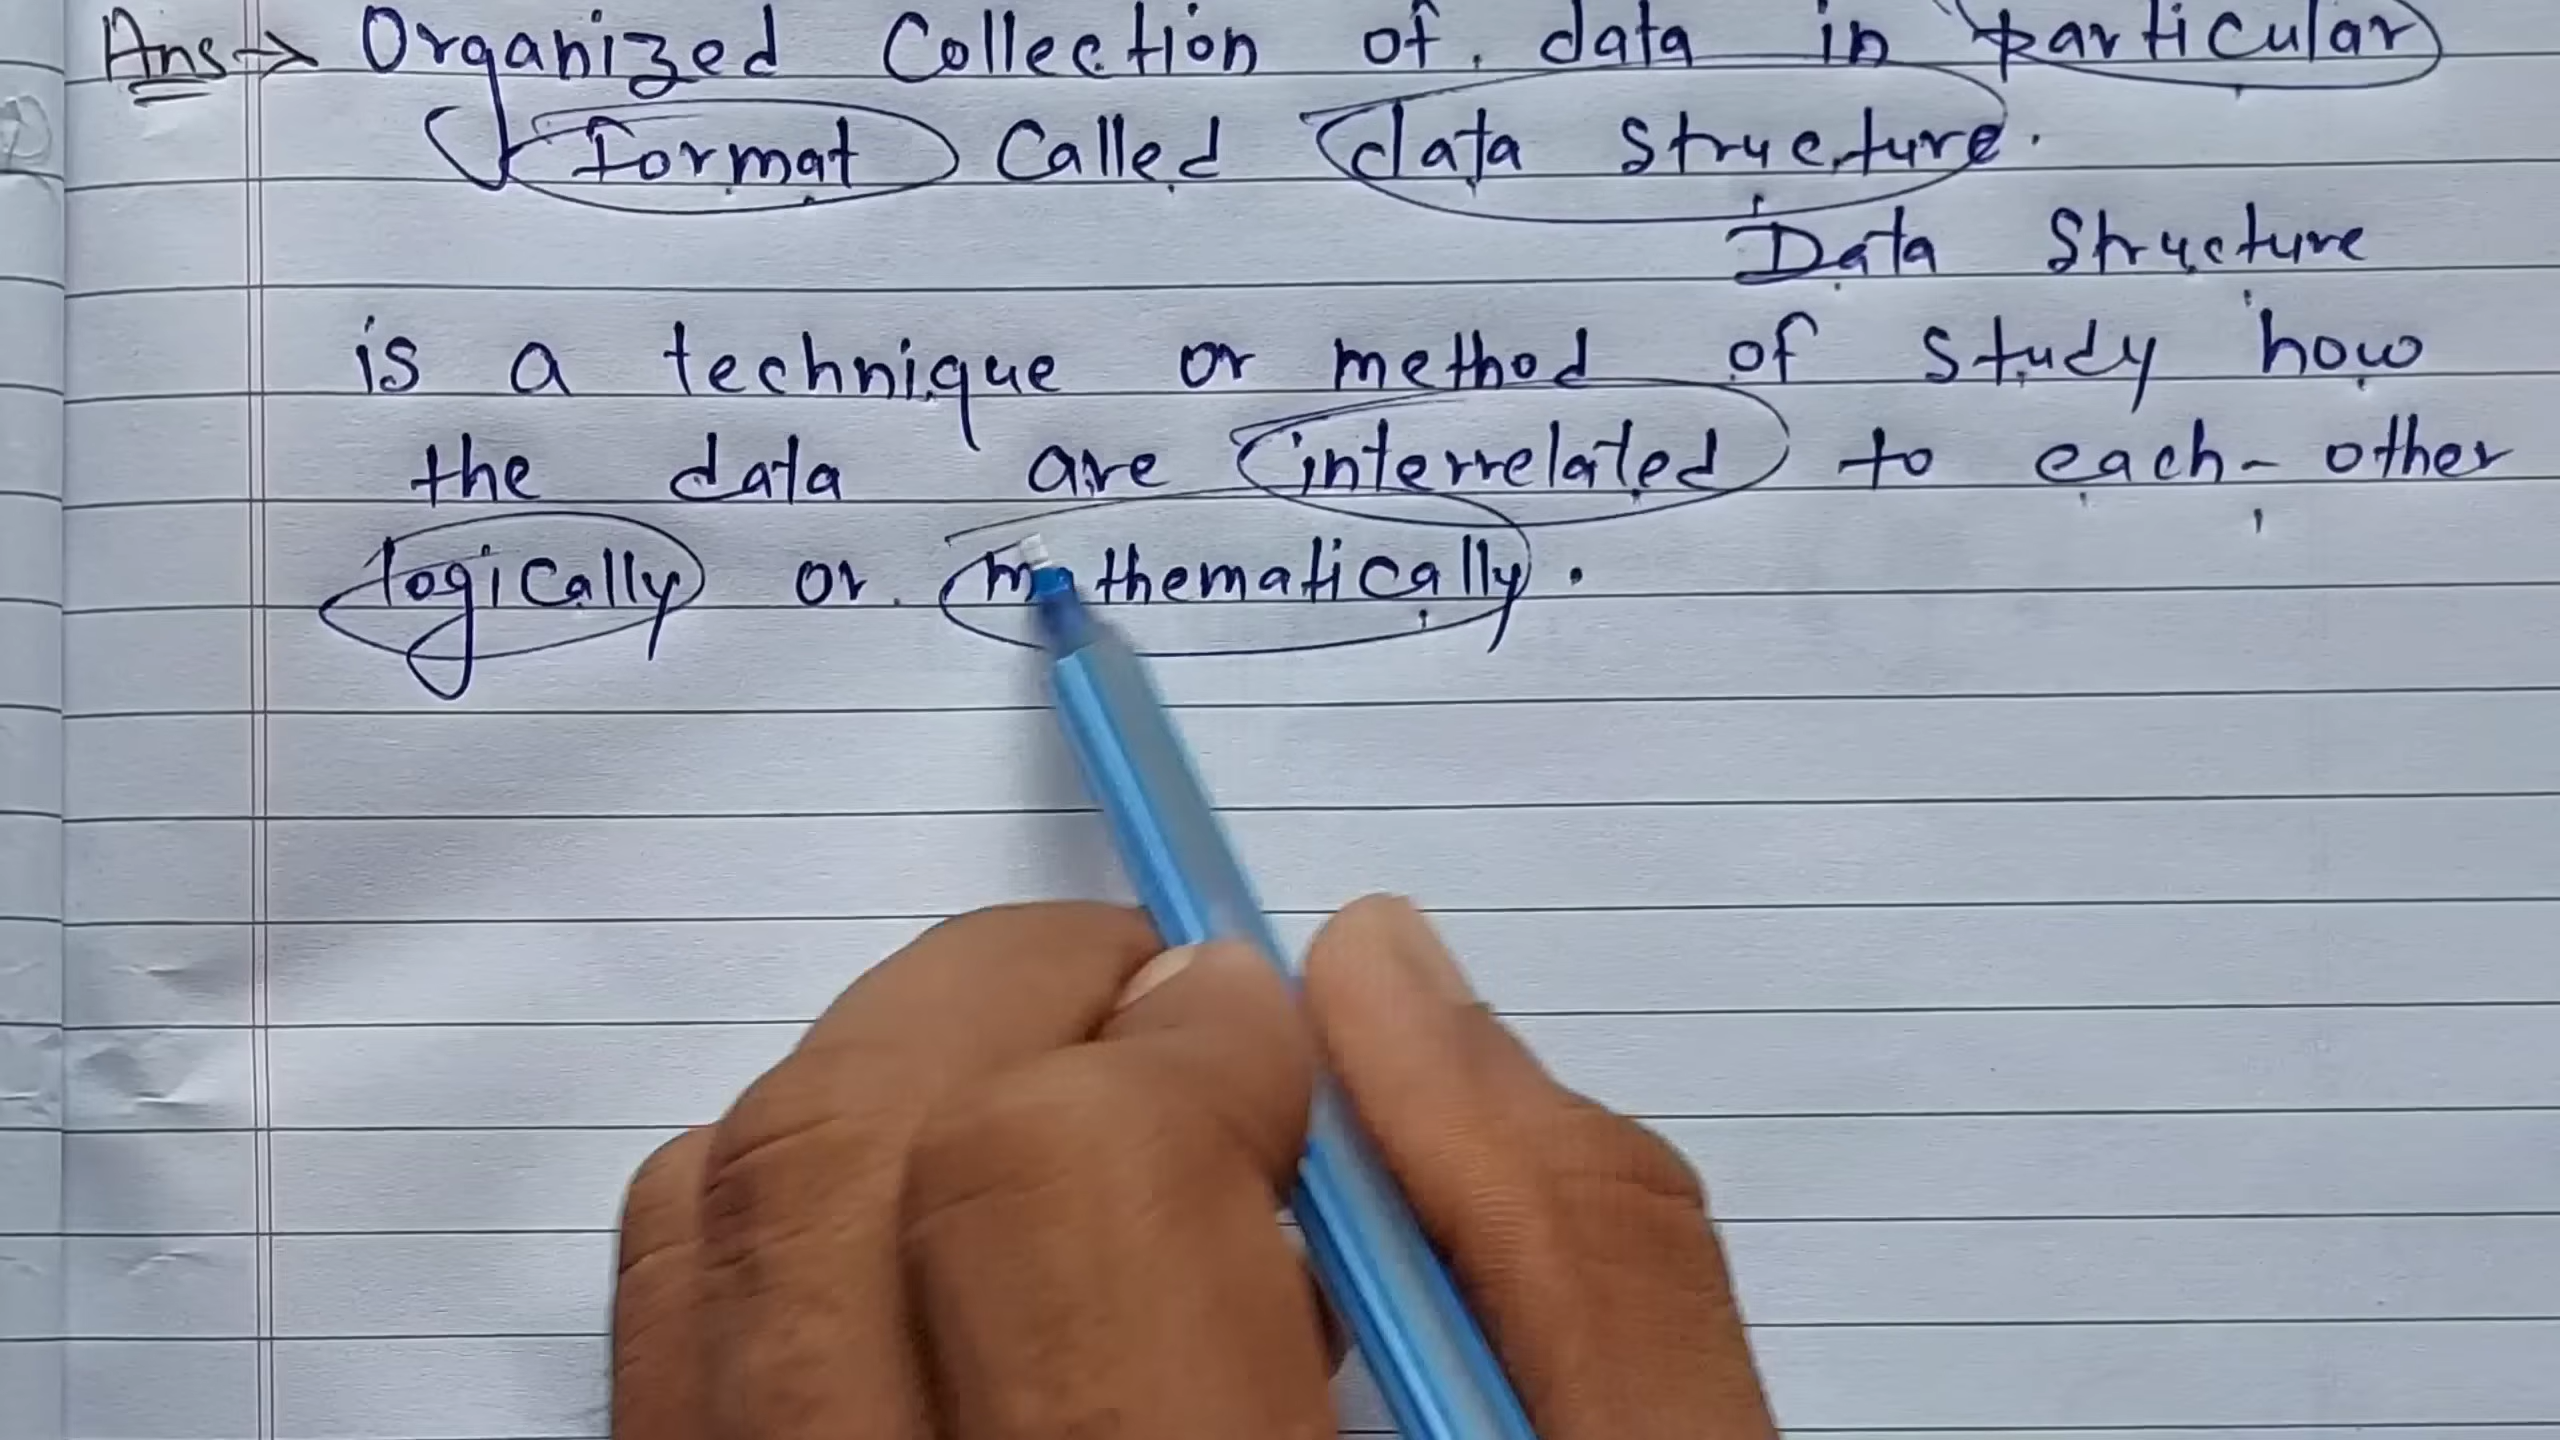 Ans → Organized Collection of data in particular
Format Called data structure.
Data Structure
is a technique or method of study how
the data are interrelated to each-other
logically or mathematically.